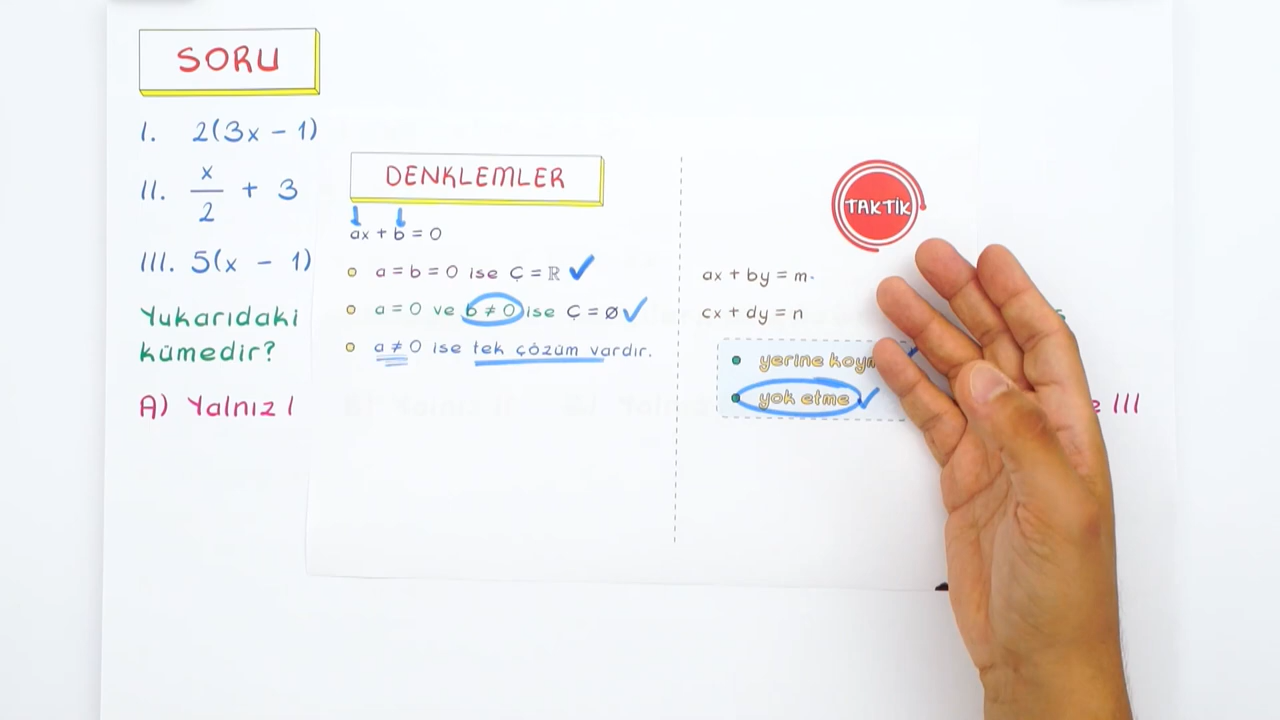 SORU
I. 2(3x - 1)
II. x/2 + 3
III. 5(x - 1)
Yukarıdaki
kümedir?
A) Yalnız I
DENKLEMLER
ax + b = 0
a = b = 0 ise Ç = ℝ
a = 0 ve b ≠ 0 ise Ç = ∅
a ≠ 0 ise tek çözüm vardır.
TAKTİK
ax + by = m
cx + dy = n
yerine
yok etme
III